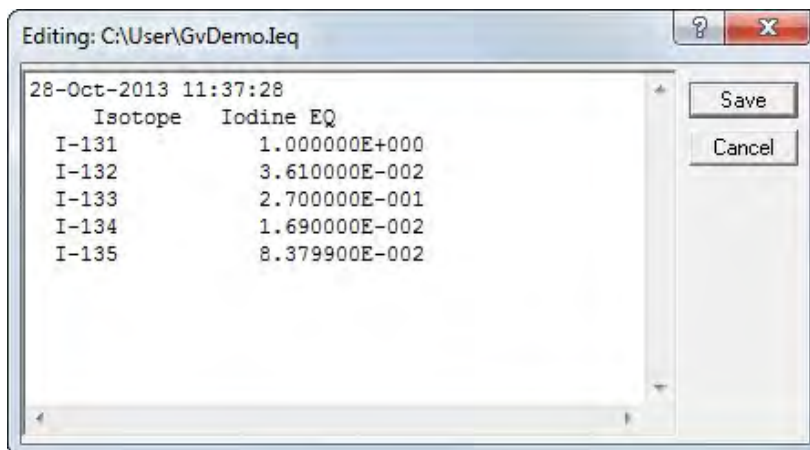 Editing: C:\User\GvDemo.Ieq
28-Oct-2013 11:37:28
Isotope Iodine EQ
I-131 1.000000E+000
I-132 3.610000E-002
I-133 2.700000E-001
I-134 1.690000E-002
I-135 8.379900E-002
Save
Cancel